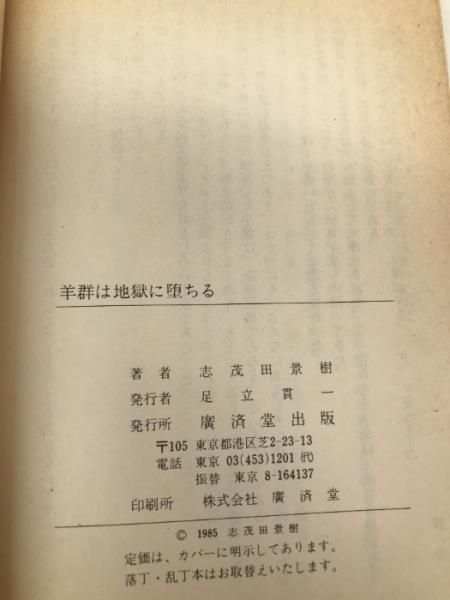 羊群は地獄に堕ちる
著者 志茂田景樹
発行者 足立貫一
発行所 廣済堂出版
〒105 東京都港区芝2-23-13
電話 東京 03(453)1201 (代)
振替 東京 8-164137
印刷所 株式会社 廣済堂
© 1985 志茂田景樹
定価は、カバーに明示してあります。
落丁・乱丁本はお取替えいたします。